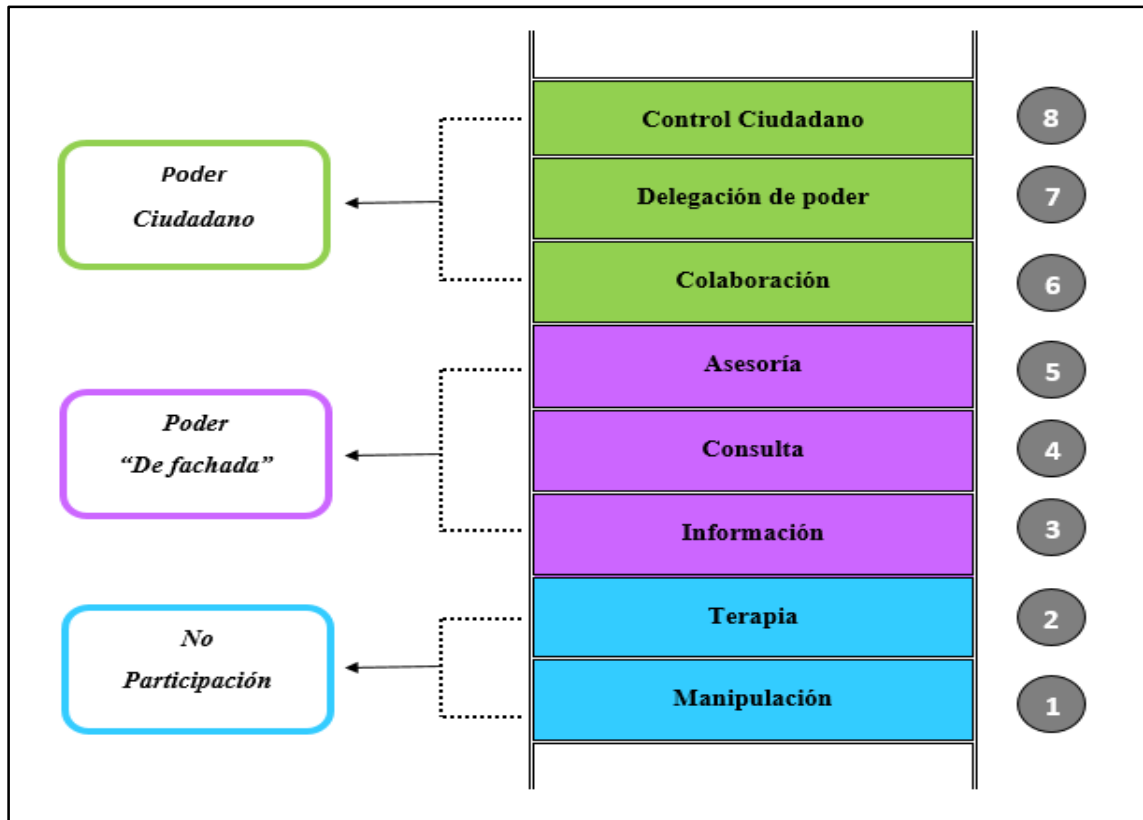 Control Ciudadano
8
Poder
Ciudadano
Delegación de poder
7
Colaboración
6
Asesoría
5
Poder
“De fachada”
Consulta
4
Información
3
Terapia
2
No
Participación
Manipulación
1